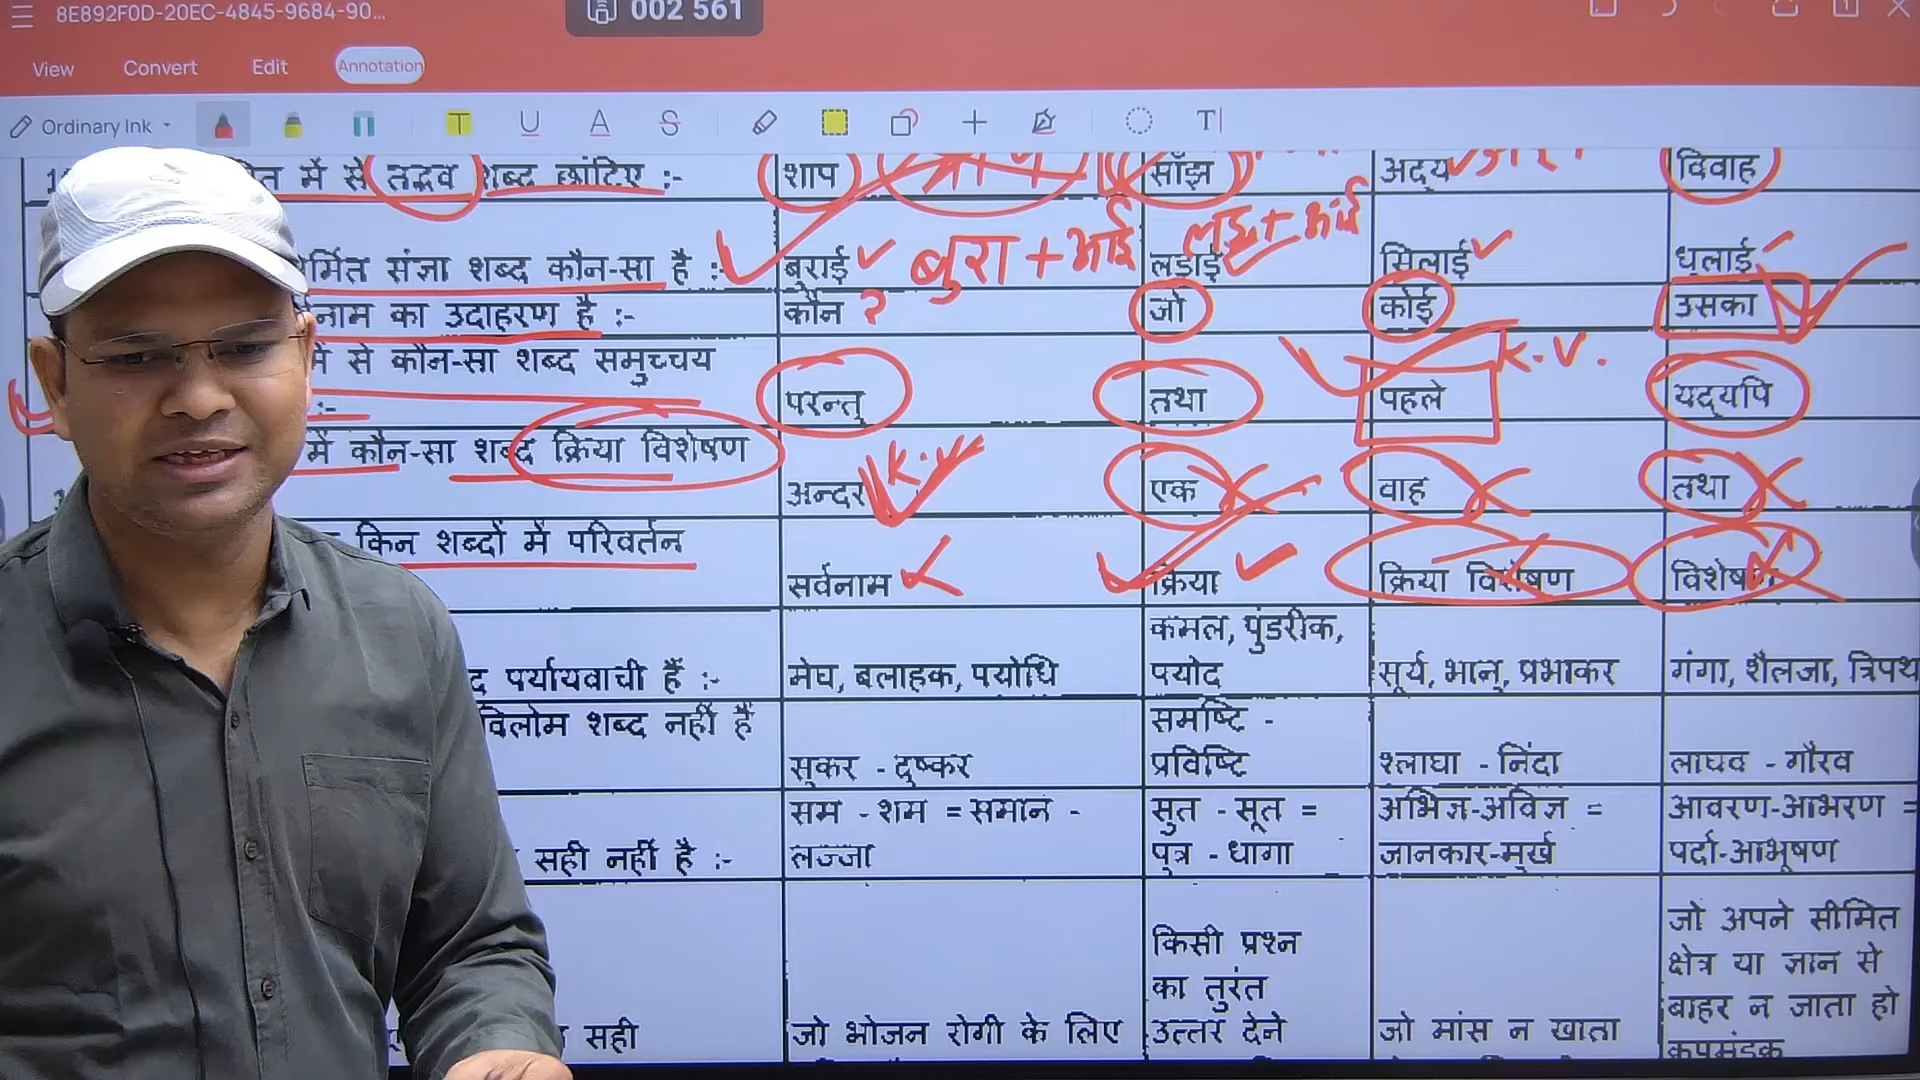 8E892F0D-20EC-4845-9684-90...
002 561
View Convert Edit Annotation
Ordinary Ink
में से तद्भव शब्द छांटिए :- शाप साँझ अद्य विवाह
संज्ञा शब्द कौन-सा है :- बुराई बुरा + आई लड़ाई सिलाई धुलाई
का उदाहरण है :- कौन ? जो कोई उसका
में से कौन-सा शब्द समुच्चय
:- परन्तु तथा पहले K.V. यद्यपि
में कौन-सा शब्द क्रिया विशेषण
अन्दर K.V. एक वाह तथा
किन शब्दों में परिवर्तन
सर्वनाम क्रिया क्रिया विशेषण विशेषण
पर्यायवाची हैं :- मेघ, बलाहक, पयोधि कमल, पुंडरीक, पयोद सूर्य, भानु, प्रभाकर गंगा, शैलजा,
विलोम शब्द नहीं हैं
सुकर - दुष्कर समष्टि - प्रविष्टि श्लाघा - निंदा लाघव - गौरव
सही नहीं है :- सम - शम = समान - लज्जा सुत - सूत = पुत्र - धागा अभिज्ञ-अविज्ञ = जानकार-मूर्ख आवरण-आभरण = पर्दा-आभूषण
सही जो भोजन रोगी के लिए किसी प्रश्न का तुरंत उत्तर देने जो मांस न खाता जो अपने सीमित क्षेत्र या ज्ञान से बाहर न जाता हो कूपमंडूक